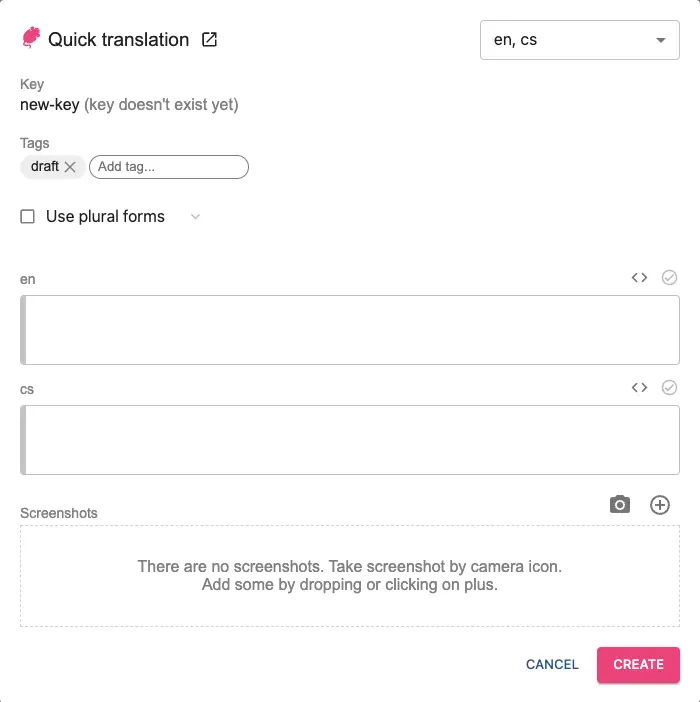 Quick translation
en, cs
Key
new-key (key doesn't exist yet)
Tags
draft Add tag...
Use plural forms
en
cs
Screenshots
There are no screenshots. Take screenshot by camera icon.
Add some by dropping or clicking on plus.
CANCEL CREATE